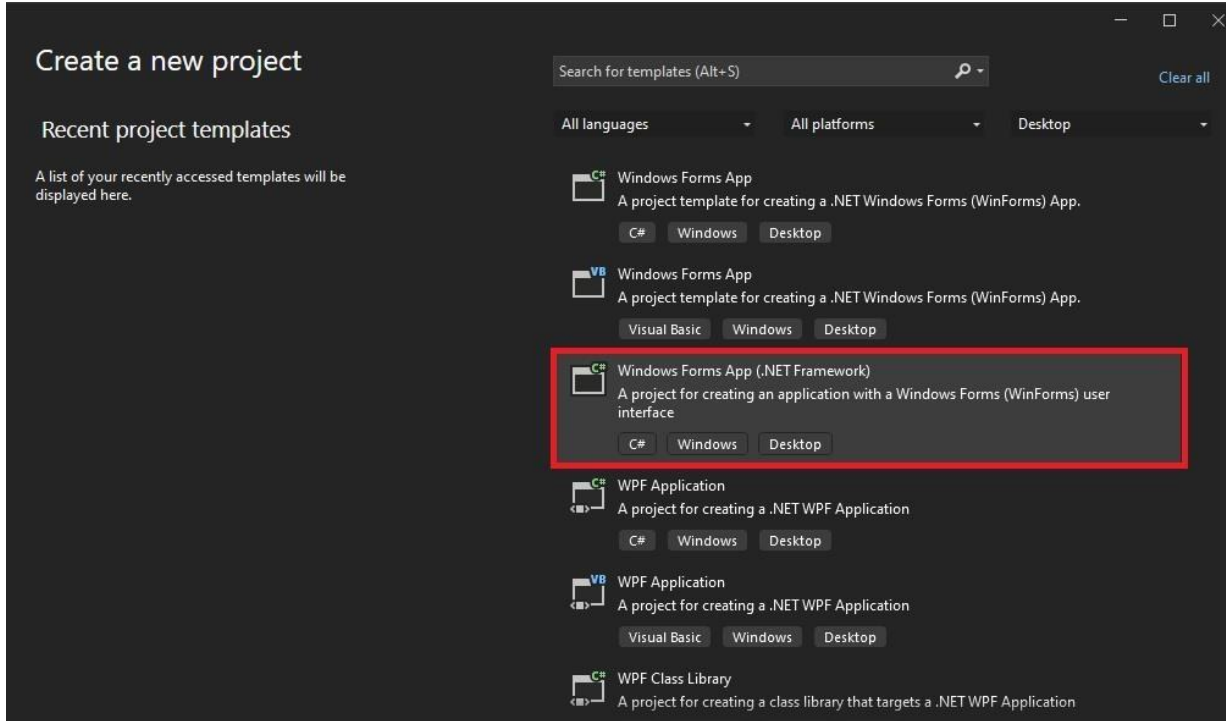 Create a new project
Search for templates (Alt+S)
Clear all
Recent project templates
All languages
All platforms
Desktop
A list of your recently accessed templates will be
displayed here.
C#
Windows Forms App
A project template for creating a .NET Windows Forms (WinForms) App.
C# Windows Desktop
VB
Windows Forms App
A project template for creating a .NET Windows Forms (WinForms) App.
Visual Basic Windows Desktop
C#
Windows Forms App (.NET Framework)
A project for creating an application with a Windows Forms (WinForms) user
interface
C# Windows Desktop
C#
WPF Application
A project for creating a .NET WPF Application
C# Windows Desktop
VB
WPF Application
A project for creating a .NET WPF Application
Visual Basic Windows Desktop
C#
WPF Class Library
A project for creating a class library that targets a .NET WPF Application